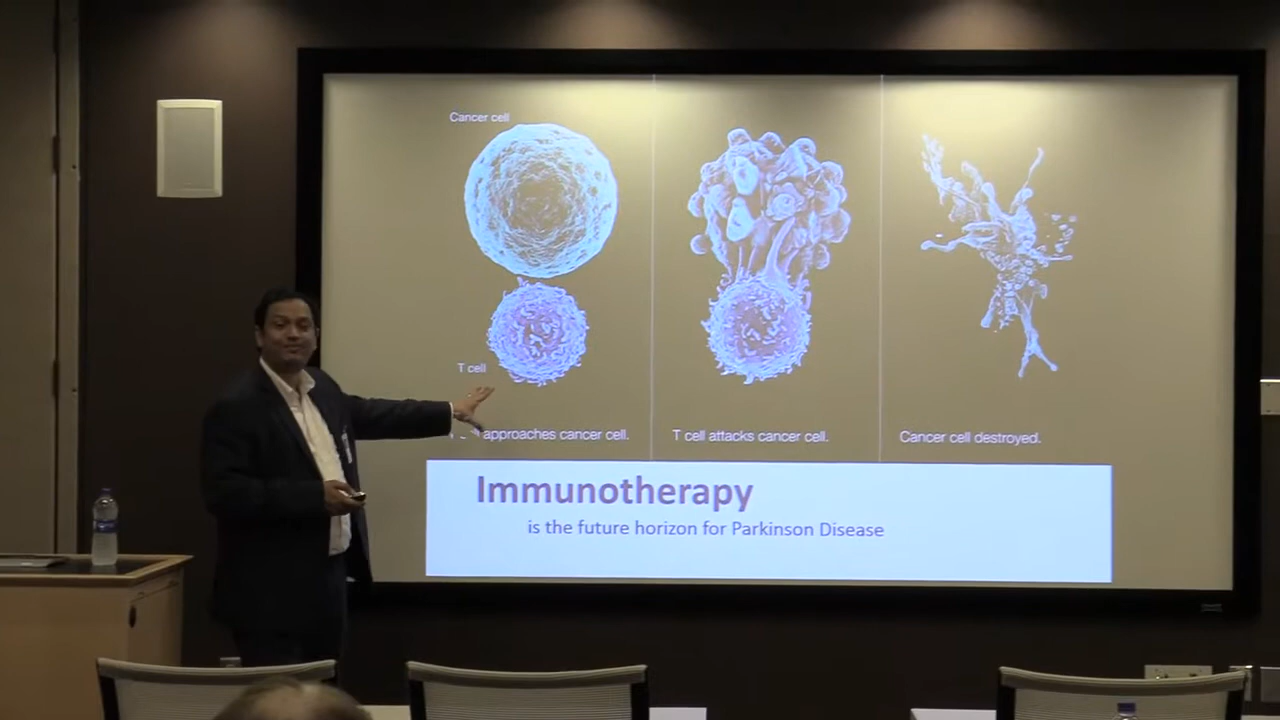 Cancer cell
T cell
approaches cancer cell.
T cell attacks cancer cell.
Cancer cell destroyed.
Immunotherapy
is the future horizon for Parkinson Disease